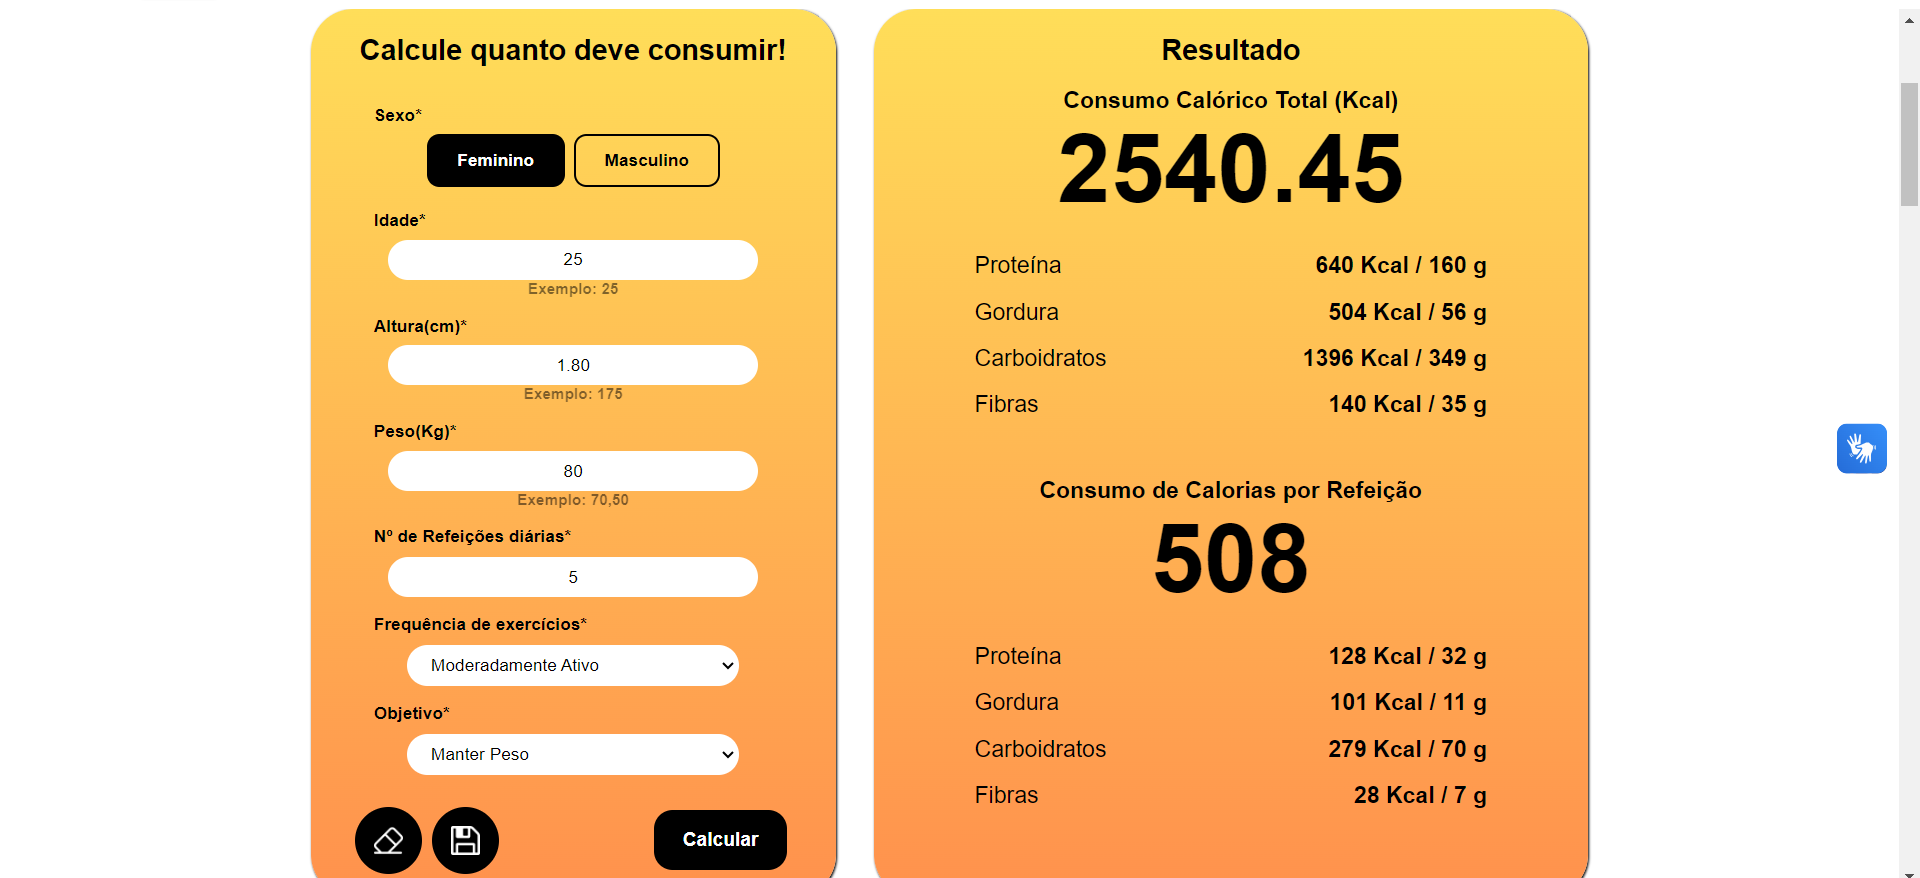 Calcule quanto deve consumir!
Sexo*
Feminino
Masculino
Idade*
25
Exemplo: 25
Altura(cm)*
1.80
Exemplo: 175
Peso(Kg)*
80
Exemplo: 70,50
Nº de Refeições diárias*
5
Frequência de exercícios*
Moderadamente Ativo
Objetivo*
Manter Peso
Calcular
Resultado
Consumo Calórico Total (Kcal)
2540.45
Proteína 640 Kcal / 160 g
Gordura 504 Kcal / 56 g
Carboidratos 1396 Kcal / 349 g
Fibras 140 Kcal / 35 g
Consumo de Calorias por Refeição
508
Proteína 128 Kcal / 32 g
Gordura 101 Kcal / 11 g
Carboidratos 279 Kcal / 70 g
Fibras 28 Kcal / 7 g